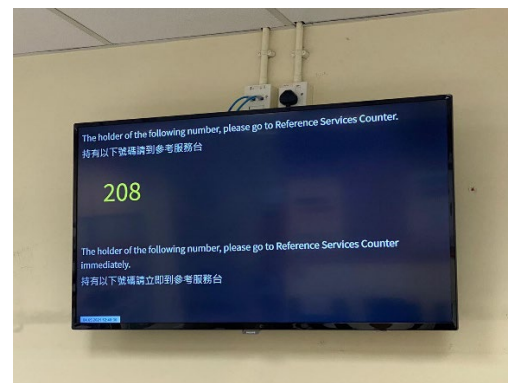 The holder of the following number, please go to Reference Services Counter.
持有以下號碼請到參考服務台
208
The holder of the following number, please go to Reference Services Counter
immediately.
持有以下號碼請立即到參考服務台